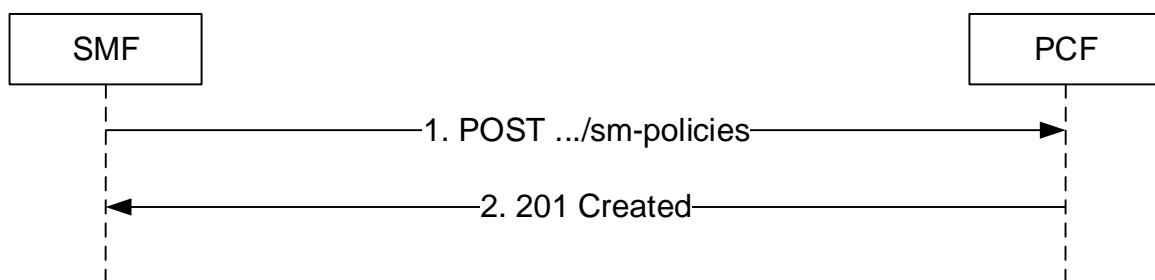 SMF
PCF
1. POST .../sm-policies
2. 201 Created